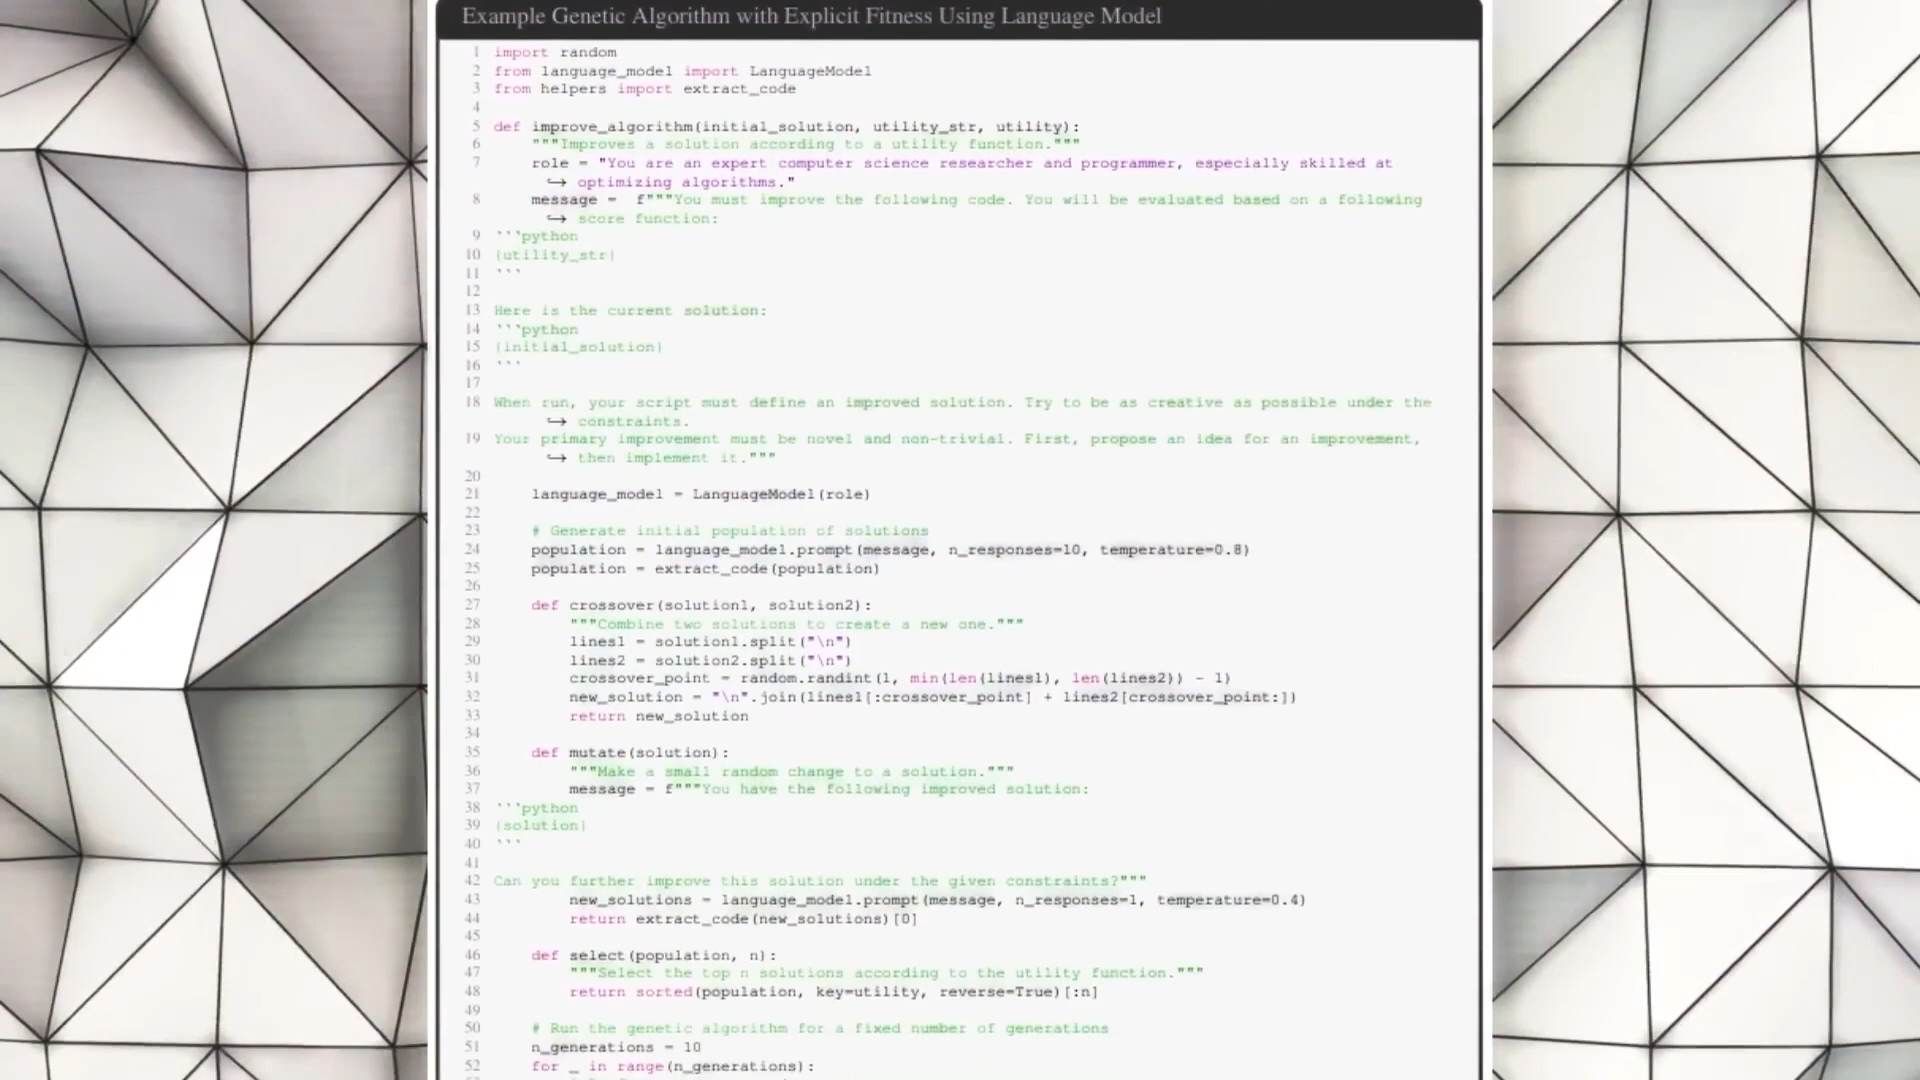 Example Genetic Algorithm with Explicit Fitness Using Language Model
1 import random
2 from language_model import LanguageModel
3 from helpers import extract_code
4
5 def improve_algorithm(initial_solution, utility_str, utility):
6 """Improves a solution according to a utility function."""
7 role = "You are an expert computer science researcher and programmer, especially skilled at
↪ optimizing algorithms."
8 message = f"""You must improve the following code. You will be evaluated based on a following
↪ score function:
9 ```python
10 {utility_str}
11 ```
12
13 Here is the current solution:
14 ```python
15 {initial_solution}
16 ```
17
18 When run, your script must define an improved solution. Try to be as creative as possible under the
↪ constraints.
19 Your primary improvement must be novel and non-trivial. First, propose an idea for an improvement,
↪ then implement it."""
20
21 language_model = LanguageModel(role)
22
23 # Generate initial population of solutions
24 population = language_model.prompt(message, n_responses=10, temperature=0.8)
25 population = extract_code(population)
26
27 def crossover(solution1, solution2):
28 """Combine two solutions to create a new one."""
29 lines1 = solution1.split("\n")
30 lines2 = solution2.split("\n")
31 crossover_point = random.randint(1, min(len(lines1), len(lines2)) - 1)
32 new_solution = "\n".join(lines1[:crossover_point] + lines2[crossover_point:])
33 return new_solution
34
35 def mutate(solution):
36 """Make a small random change to a solution."""
37 message = f"""You have the following improved solution:
38 ```python
39 {solution}
40 ```
41
42 Can you further improve this solution under the given constraints?"""
43 new_solutions = language_model.prompt(message, n_responses=1, temperature=0.4)
44 return extract_code(new_solutions)[0]
45
46 def select(population, n):
47 """Select the top n solutions according to the utility function."""
48 return sorted(population, key=utility, reverse=True)[:n]
49
50 # Run the genetic algorithm for a fixed number of generations
51 n_generations = 10
52 for _ in range(n_generations):